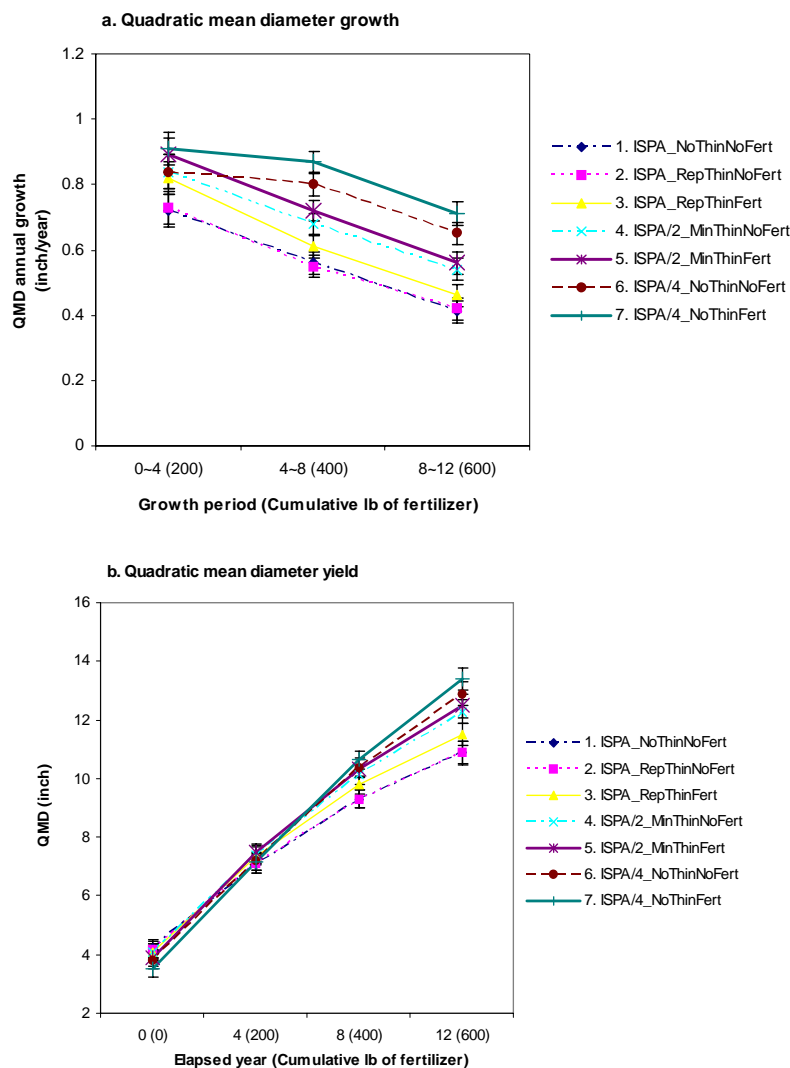 a. Quadratic mean diameter growth
1.2
1
0.8
0.6
0.4
0.2
0
QMD annual growth
(inch/year)
0~4 (200)
4~8 (400)
8~12 (600)
Growth period (Cumulative lb of fertilizer)
1. ISPA_NoThinNoFert
2. ISPA_RepThinNoFert
3. ISPA_RepThinFert
4. ISPA/2_MinThinNoFert
5. ISPA/2_MinThinFert
6. ISPA/4_NoThinNoFert
7. ISPA/4_NoThinFert
b. Quadratic mean diameter yield
16
14
12
10
8
6
4
2
QMD (inch)
0 (0)
4 (200)
8 (400)
12 (600)
Elapsed year (Cumulative lb of fertilizer)
1. ISPA_NoThinNoFert
2. ISPA_RepThinNoFert
3. ISPA_RepThinFert
4. ISPA/2_MinThinNoFert
5. ISPA/2_MinThinFert
6. ISPA/4_NoThinNoFert
7. ISPA/4_NoThinFert